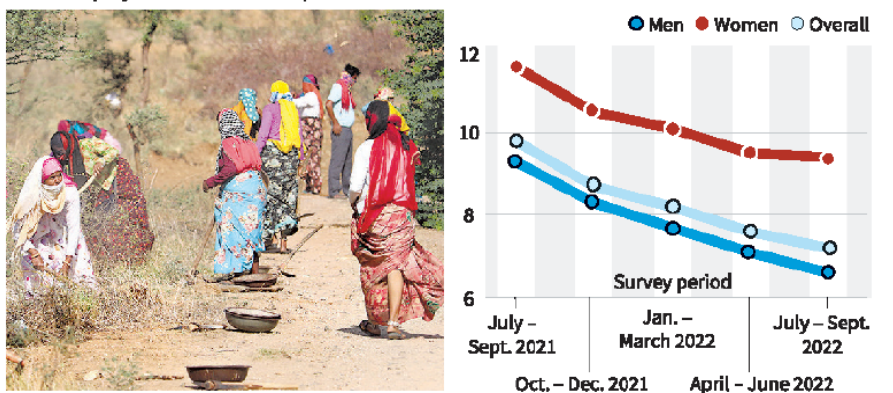 Men Women Overall
12
10
8
6
Survey period
July –
Sept. 2021
Jan. –
March 2022
July – Sept.
2022
Oct. – Dec. 2021
April – June 2022